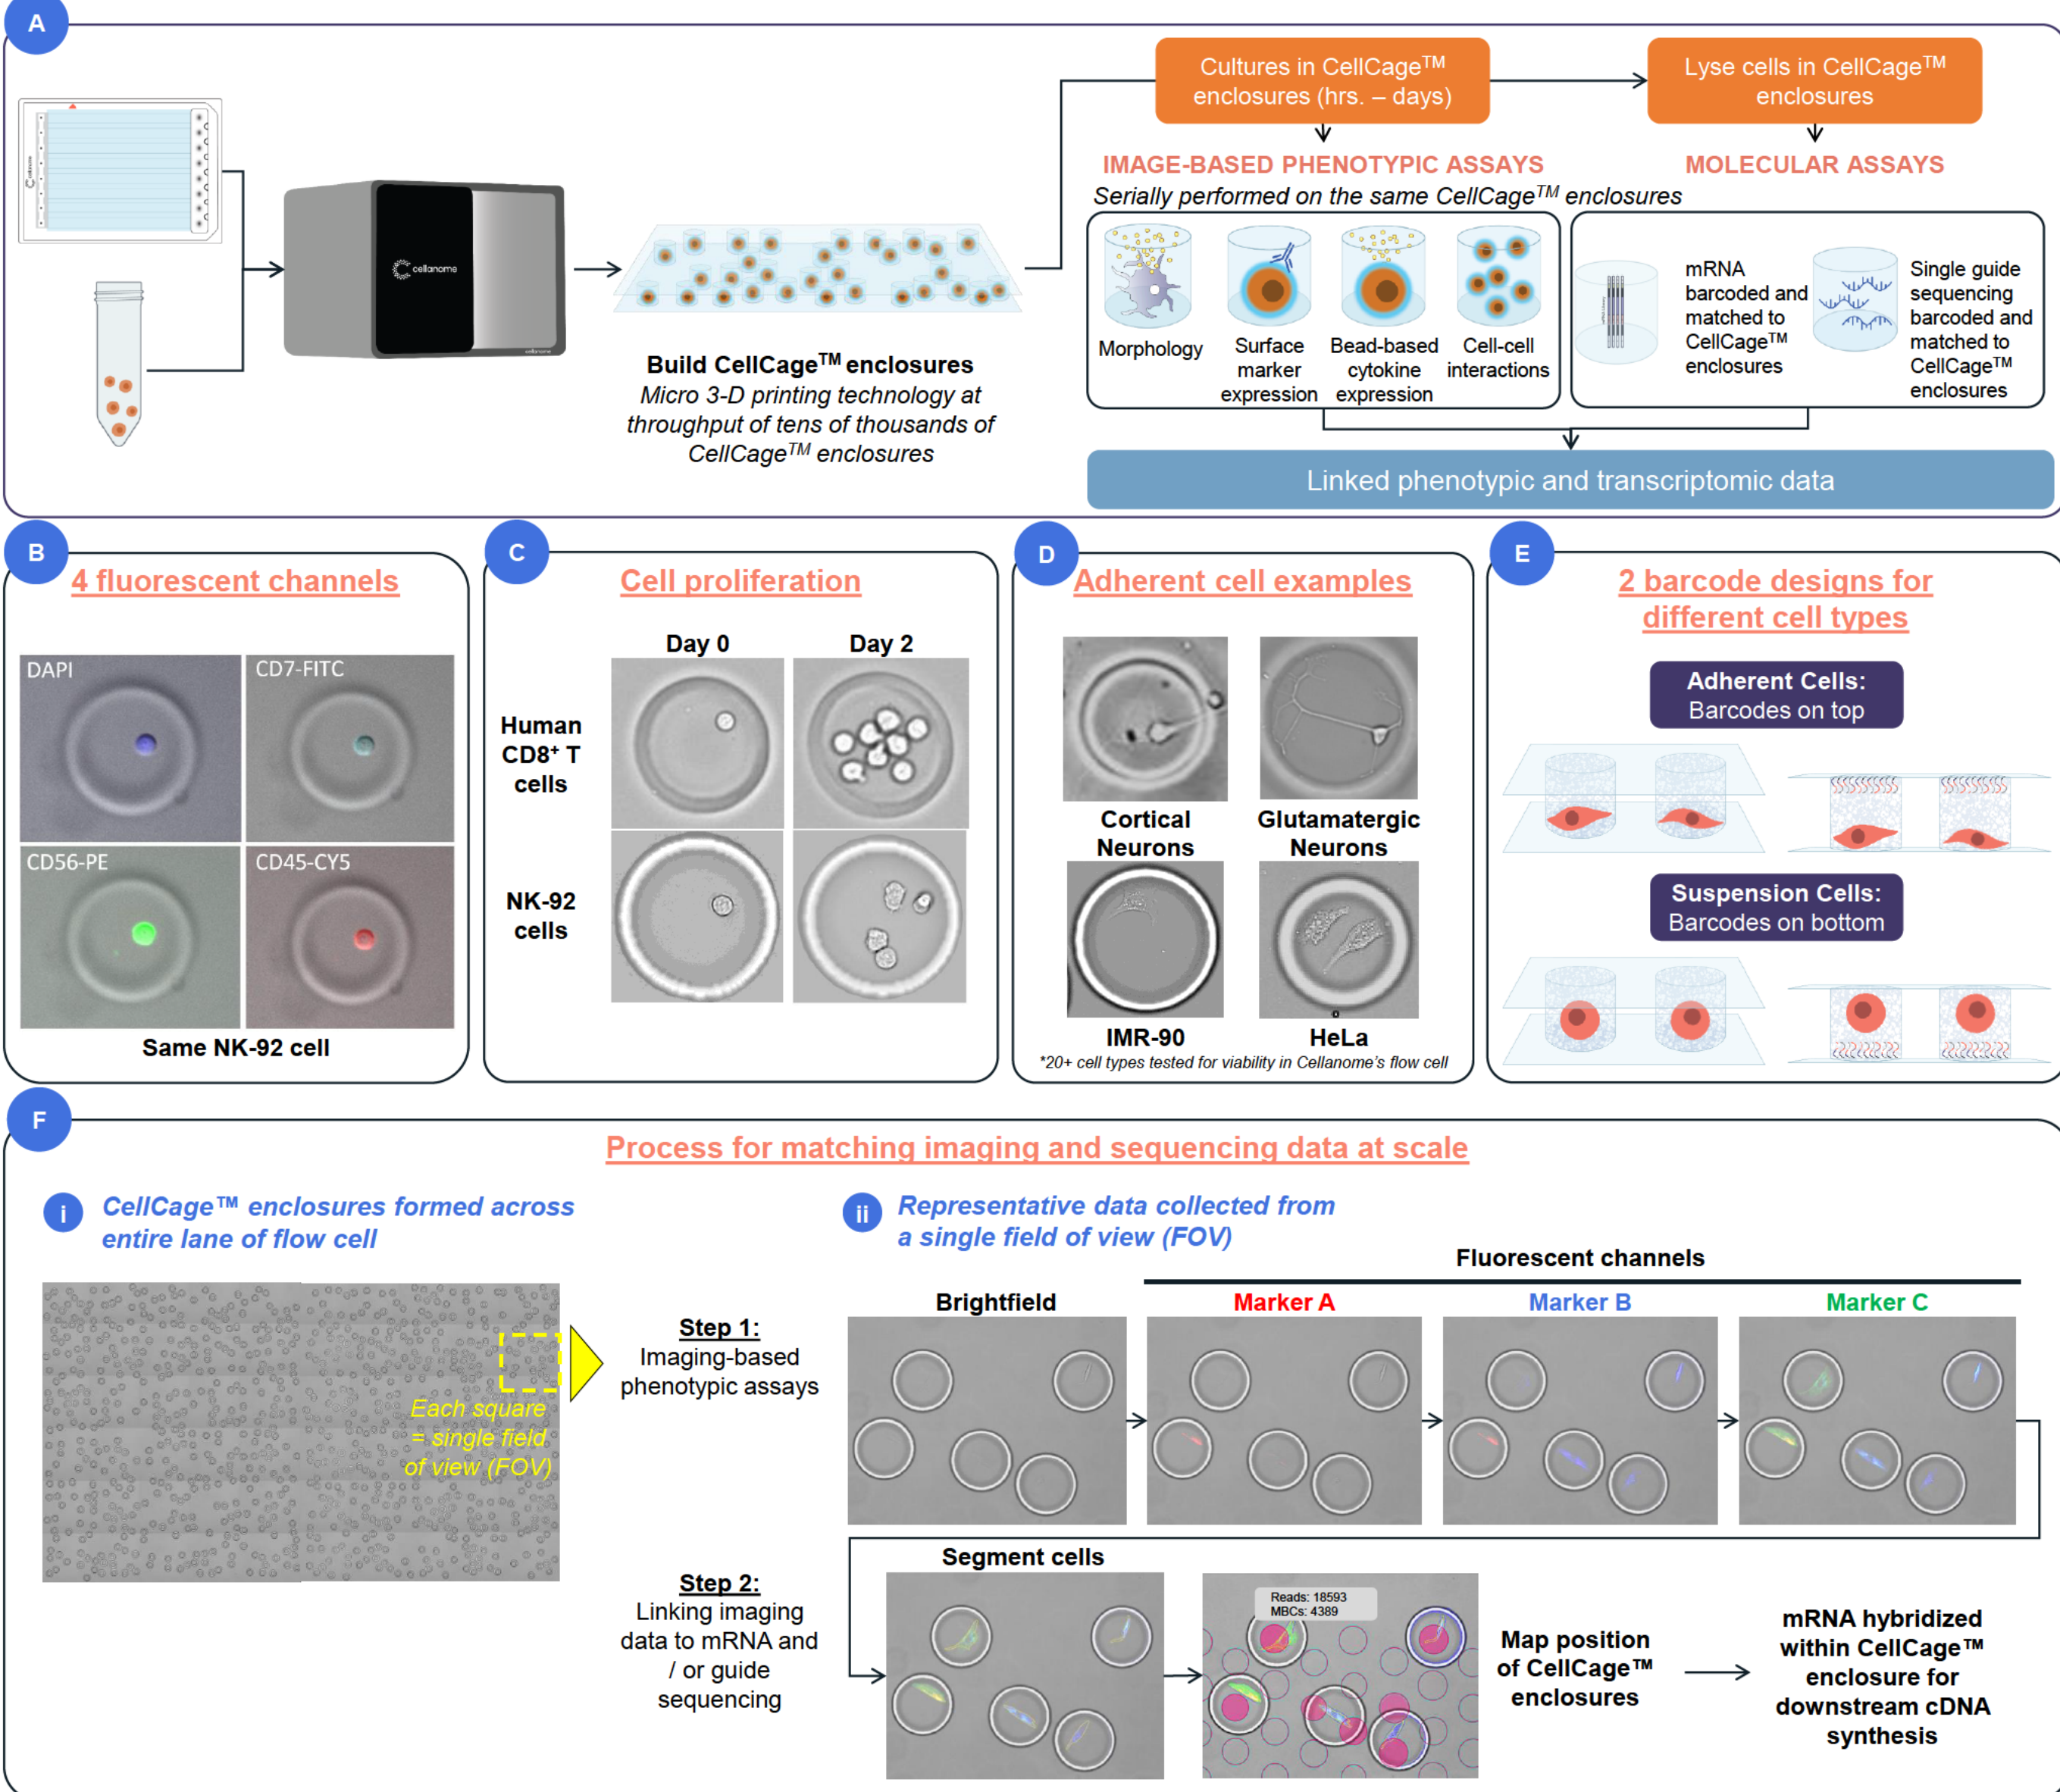 A
Cultures in CellCage™
enclosures (hrs. – days)
Lyse cells in CellCage™
enclosures
IMAGE-BASED PHENOTYPIC ASSAYS
Serially performed on the same CellCage™ enclosures
MOLECULAR ASSAYS
cellanome
cellanome
Build CellCage™ enclosures
Micro 3-D printing technology at
throughput of tens of thousands of
CellCage™ enclosures
Morphology
Surface
marker
expression
Bead-based
cytokine
expression
Cell-cell
interactions
mRNA
barcoded and
matched to
CellCage™
enclosures
Single guide
sequencing
barcoded and
matched to
CellCage™
enclosures
Linked phenotypic and transcriptomic data
B
4 fluorescent channels
DAPI
CD7-FITC
CD56-PE
CD45-CY5
Same NK-92 cell
C
Cell proliferation
Day 0
Day 2
Human
CD8⁺ T
cells
NK-92
cells
D
Adherent cell examples
Cortical
Neurons
Glutamatergic
Neurons
IMR-90
HeLa
*20+ cell types tested for viability in Cellanome's flow cell
E
2 barcode designs for
different cell types
Adherent Cells:
Barcodes on top
Suspension Cells:
Barcodes on bottom
F
Process for matching imaging and sequencing data at scale
i
CellCage™ enclosures formed across
entire lane of flow cell
Each square
= single field
of view (FOV)
ii
Representative data collected from
a single field of view (FOV)
Fluorescent channels
Step 1:
Imaging-based
phenotypic assays
Brightfield
Marker A
Marker B
Marker C
Step 2:
Linking imaging
data to mRNA and
/ or guide
sequencing
Segment cells
Reads: 18593
MBCs: 4389
Map position
of CellCage™
enclosures
mRNA hybridized
within CellCage™
enclosure for
downstream cDNA
synthesis